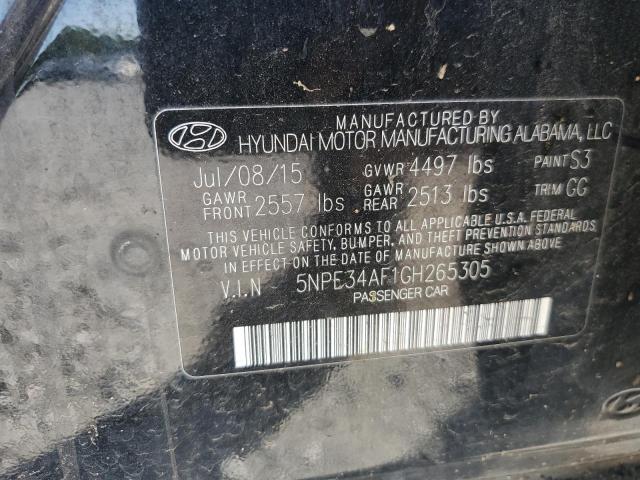 MANUFACTURED BY
HYUNDAI MOTOR MANUFACTURING ALABAMA, LLC
Jul/08/15 GVWR 4497 lbs PAINT S3
GAWR FRONT 2557 lbs GAWR REAR 2513 lbs TRIM GG
THIS VEHICLE CONFORMS TO ALL APPLICABLE U.S.A. FEDERAL
MOTOR VEHICLE SAFETY, BUMPER, AND THEFT PREVENTION STANDARDS
IN EFFECT ON THE DATE OF MANUFACTURE SHOWN ABOVE.
V.I.N 5NPE34AF1GH265305
PASSENGER CAR